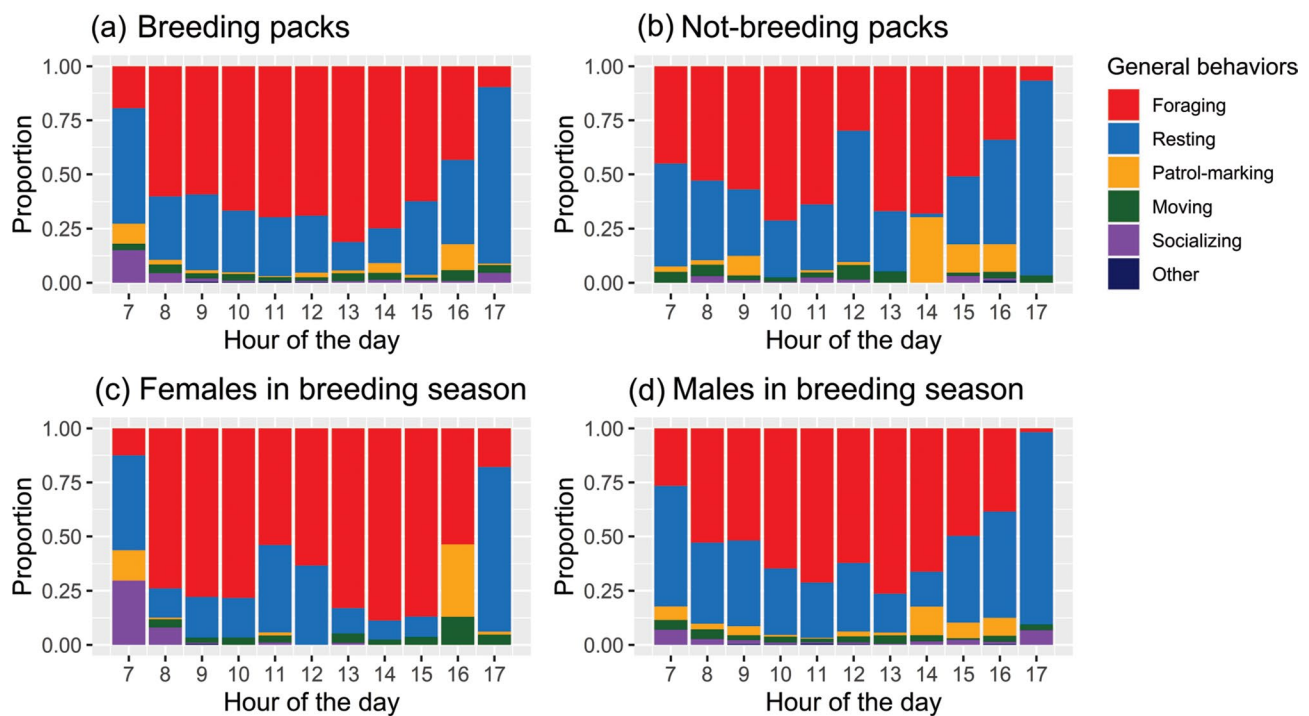 (a) Breeding packs
1.00
0.75
0.50
0.25
0.00
Proportion
7 8 9 10 11 12 13 14 15 16 17
Hour of the day
(b) Not-breeding packs
1.00
0.75
0.50
0.25
0.00
Proportion
7 8 9 10 11 12 13 14 15 16 17
Hour of the day
General behaviors
Foraging
Resting
Patrol-marking
Moving
Socializing
Other
(c) Females in breeding season
1.00
0.75
0.50
0.25
0.00
Proportion
7 8 9 10 11 12 13 14 15 16 17
Hour of the day
(d) Males in breeding season
1.00
0.75
0.50
0.25
0.00
Proportion
7 8 9 10 11 12 13 14 15 16 17
Hour of the day